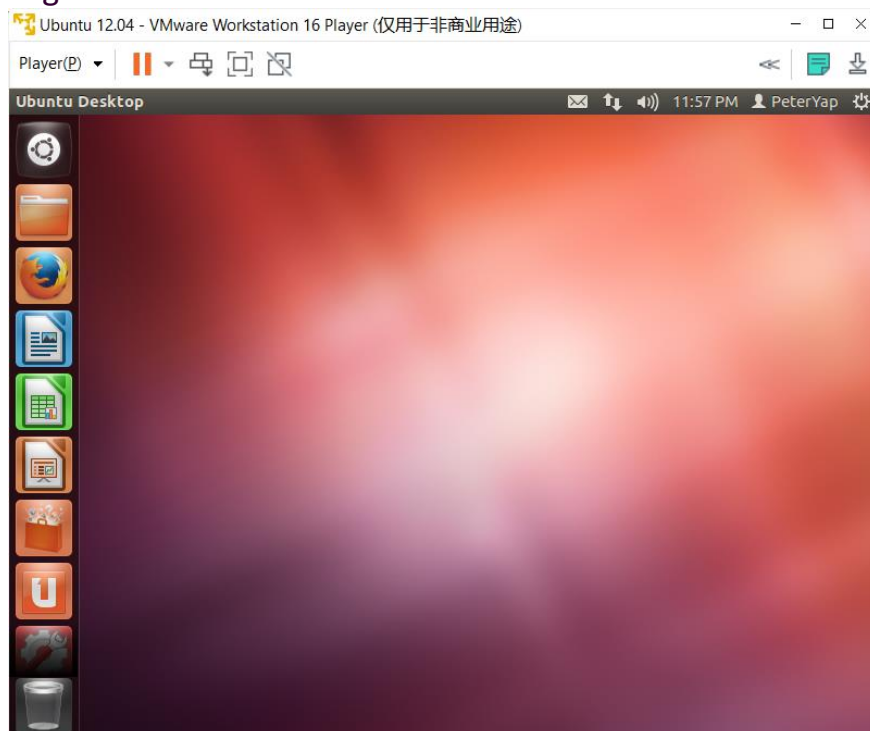 Ubuntu 12.04 - VMware Workstation 16 Player (仅用于非商业用途)
Player(P)
Ubuntu Desktop 11:57 PM PeterYap